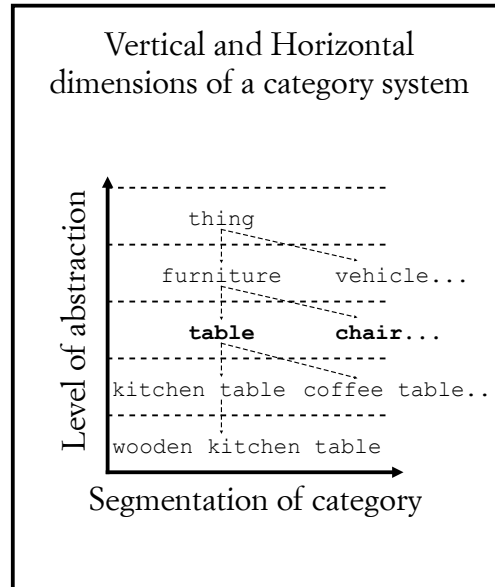 Vertical and Horizontal
dimensions of a category system
Level of abstraction
thing
furniture vehicle...
table chair...
kitchen table coffee table..
wooden kitchen table
Segmentation of category